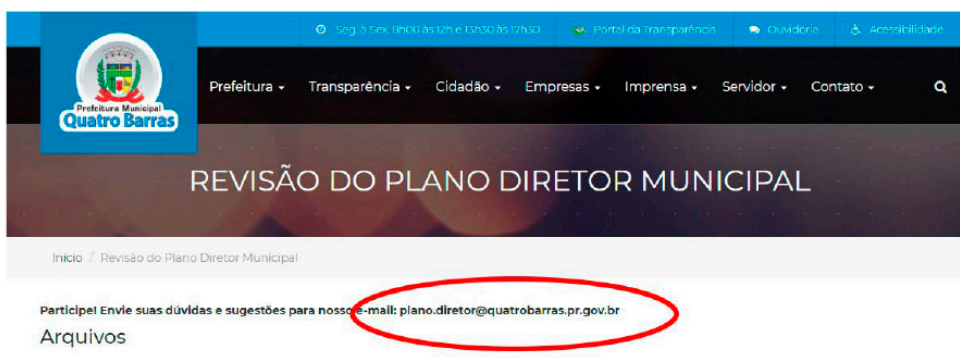 Seg. à Sex. 8h00 às 12h e 13h30 às 17h30 Portal da Transparência Ouvidoria Acessibilidade
Prefeitura Transparência Cidadão Empresas Imprensa Servidor Contato
Prefeitura Municipal
Quatro Barras
REVISÃO DO PLANO DIRETOR MUNICIPAL
Início / Revisão do Plano Diretor Municipal
Participe! Envie suas dúvidas e sugestões para nosso e-mail: plano.diretor@quatrobarras.pr.gov.br
Arquivos